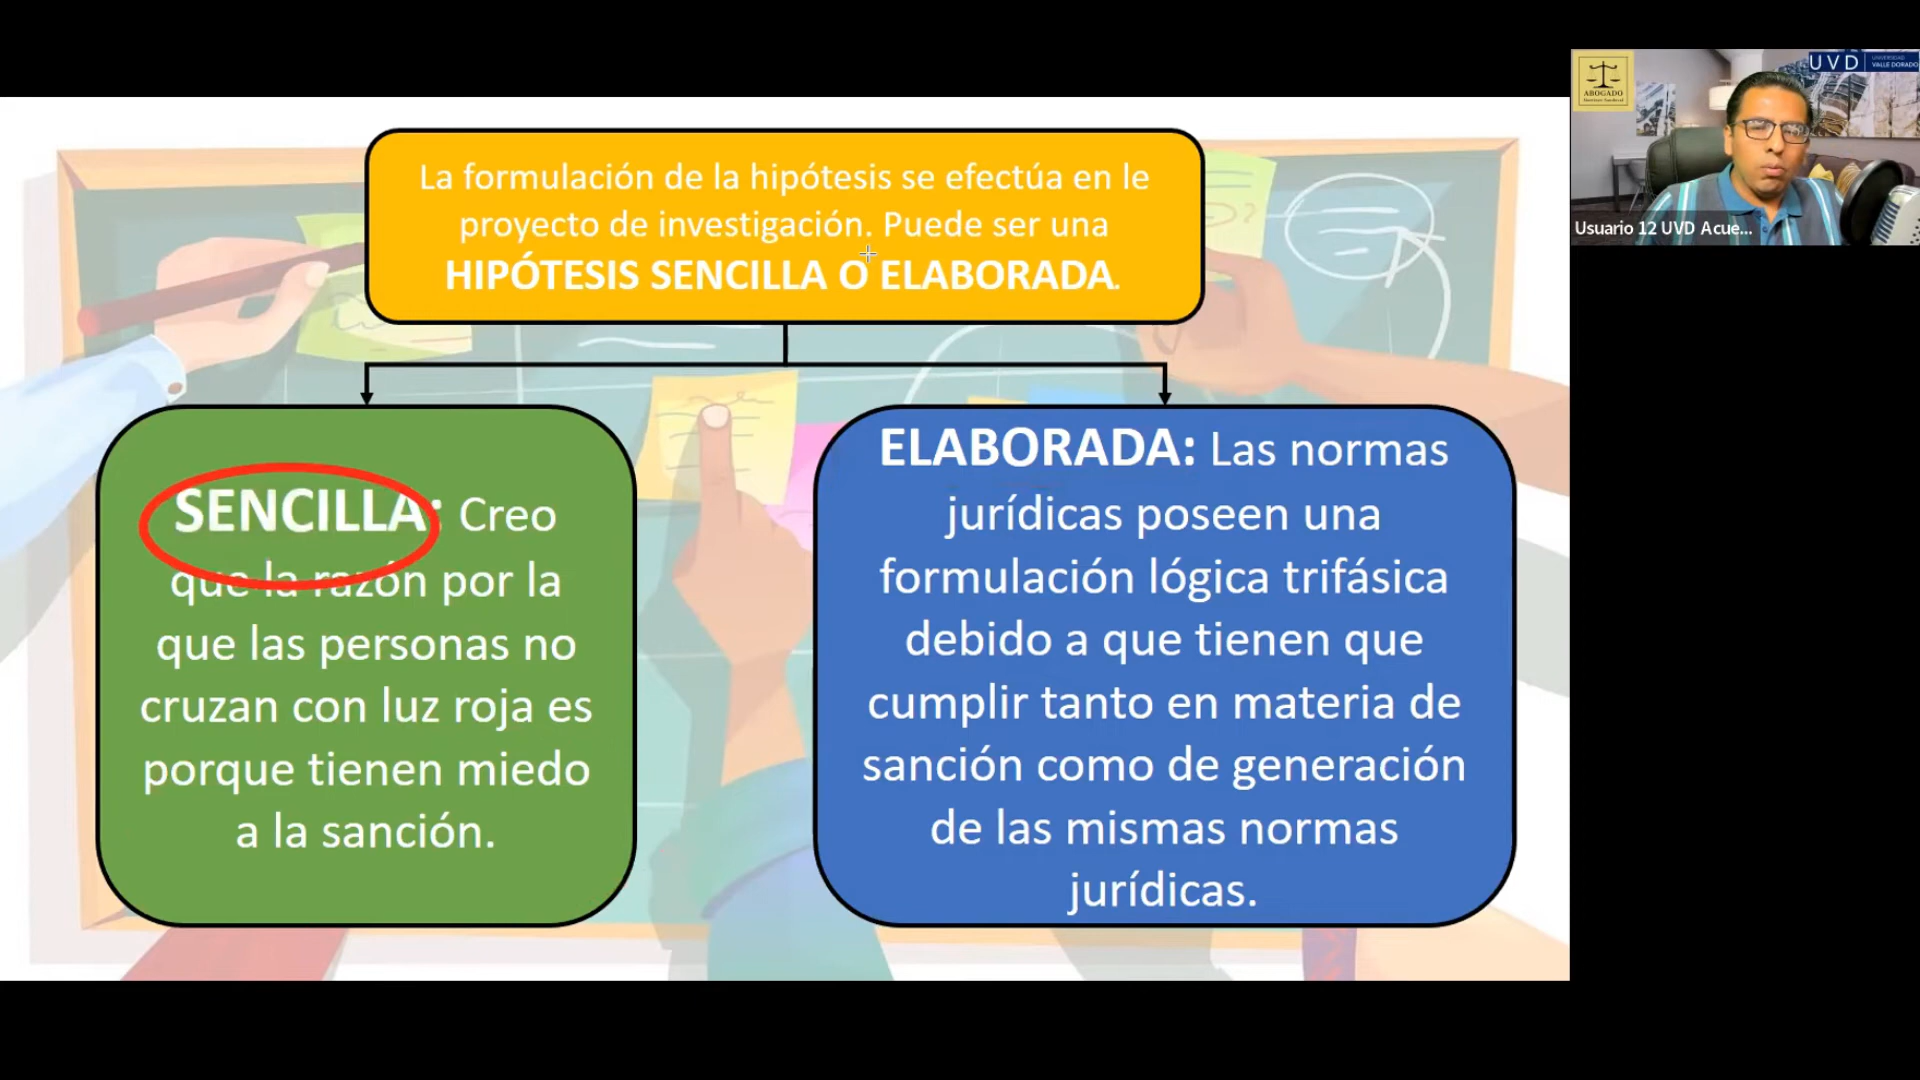 La formulación de la hipótesis se efectúa en le
proyecto de investigación. Puede ser una
HIPÓTESIS SENCILLA O ELABORADA.
SENCILLA: Creo
que la razón por la
que las personas no
cruzan con luz roja es
porque tienen miedo
a la sanción.
ELABORADA: Las normas
jurídicas poseen una
formulación lógica trifásica
debido a que tienen que
cumplir tanto en materia de
sanción como de generación
de las mismas normas
jurídicas.
ABOGADO
UVD
UNIVERSIDAD
VALLE DORADO
Usuario 12 UVD Acue...